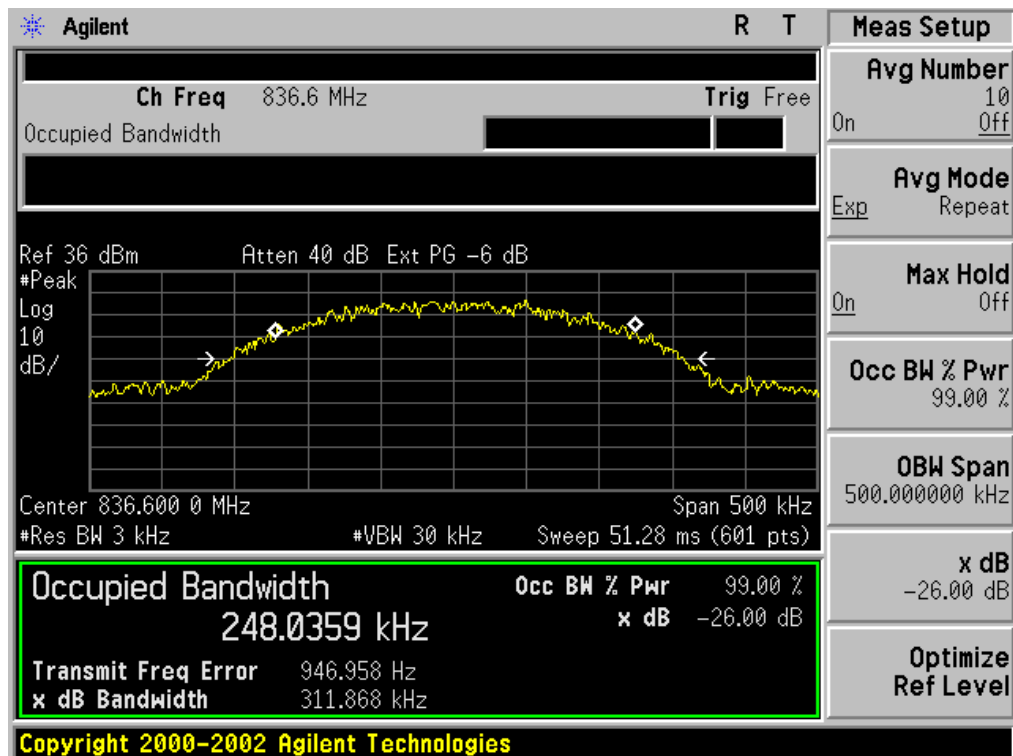 Agilent R T
Ch Freq 836.6 MHz Trig Free
Occupied Bandwidth
Ref 36 dBm Atten 40 dB Ext PG -6 dB
#Peak
Log
10
dB/
Center 836.600 0 MHz Span 500 kHz
#Res BW 3 kHz #VBW 30 kHz Sweep 51.28 ms (601 pts)
Occupied Bandwidth
248.0359 kHz
Occ BW % Pwr 99.00 %
x dB -26.00 dB
Transmit Freq Error 946.958 Hz
x dB Bandwidth 311.868 kHz
Copyright 2000-2002 Agilent Technologies
Meas Setup
Avg Number
10
On Off
Avg Mode
Exp Repeat
Max Hold
On Off
Occ BW % Pwr
99.00 %
OBW Span
500.000000 kHz
x dB
-26.00 dB
Optimize
Ref Level